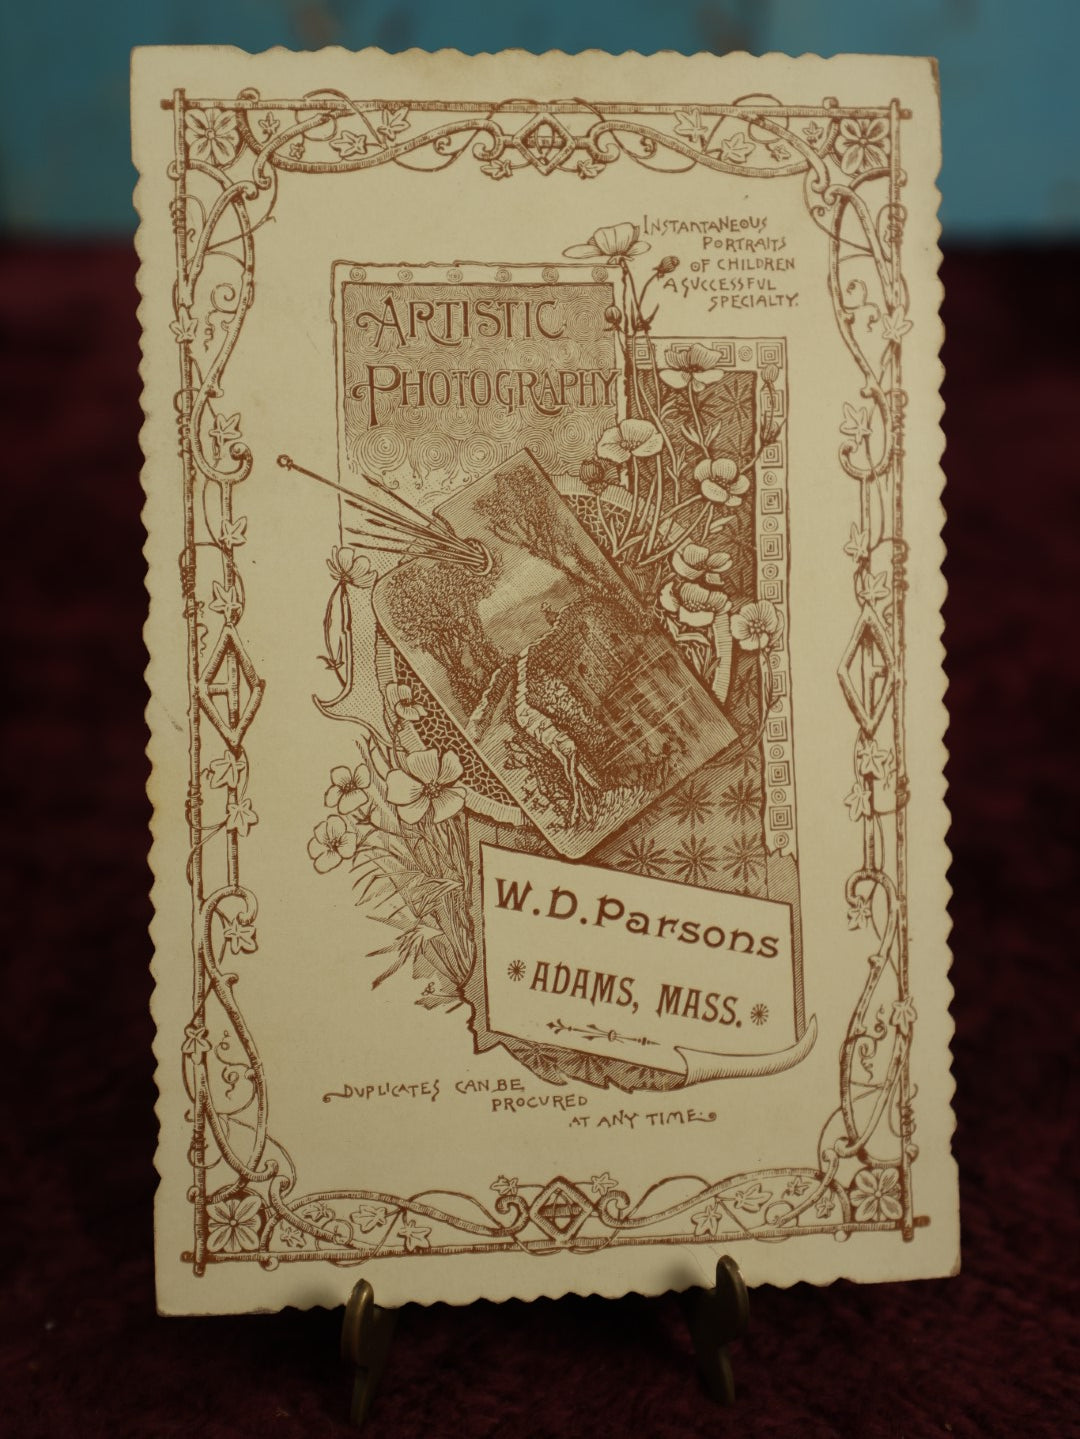 INSTANTANEOUS
PORTRAITS
OF CHILDREN
A SUCCESSFUL
SPECIALTY.
ARTISTIC
PHOTOGRAPHY
W. D. Parsons
ADAMS, MASS.
DUPLICATES CAN BE
PROCURED
AT ANY TIME.